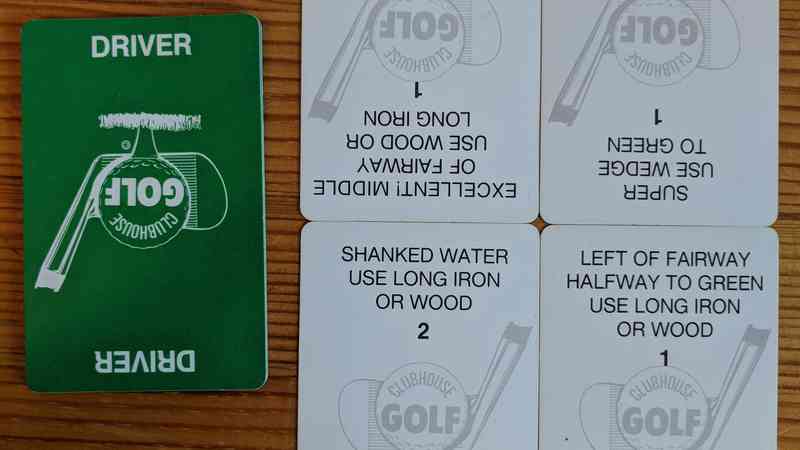 DRIVER
GOLF
CLUBHOUSE
DRIVER
GOLF
CLUBHOUSE
1
LONG IRON
USE WOOD OR
OF FAIRWAY
EXCELLENT! MIDDLE
GOLF
CLUBHOUSE
1
TO GREEN
USE WEDGE
SUPER
SHANKED WATER
USE LONG IRON
OR WOOD
2
CLUBHOUSE
GOLF
LEFT OF FAIRWAY
HALFWAY TO GREEN
USE LONG IRON
OR WOOD
1
CLUBHOUSE
GOLF